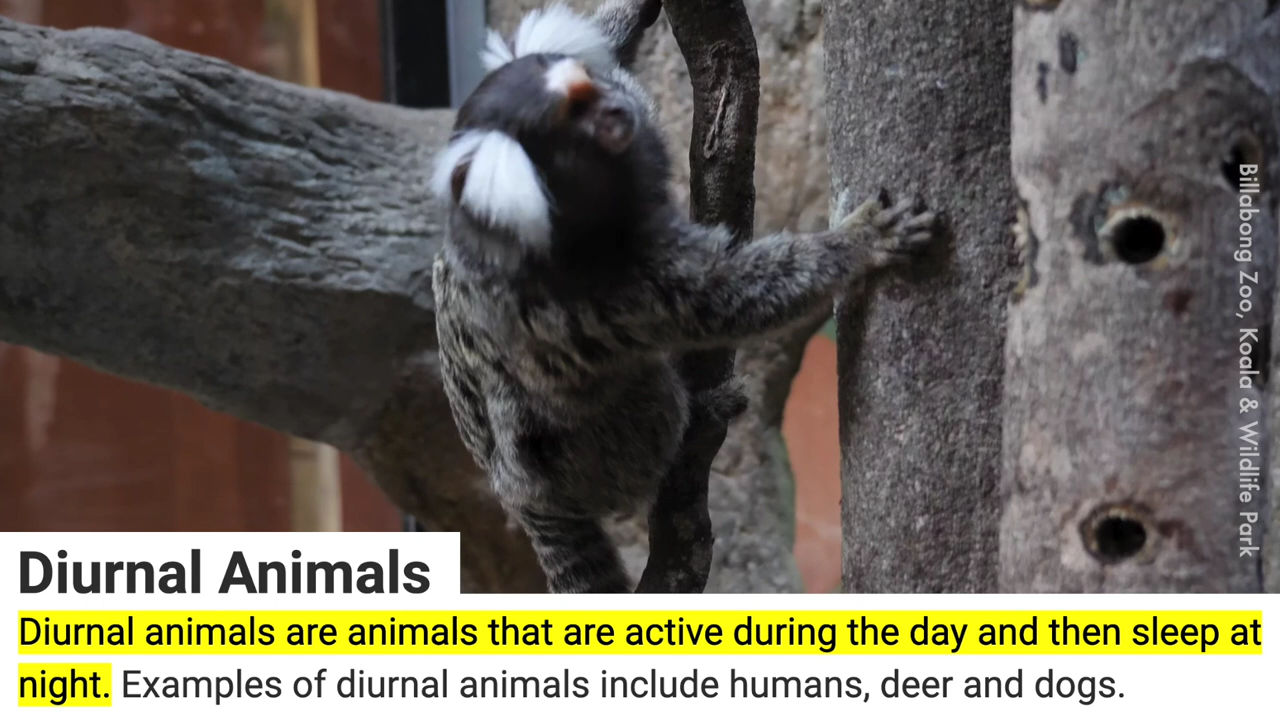 Billabong Zoo, Koala & Wildlife Park
Diurnal Animals
Diurnal animals are animals that are active during the day and then sleep at
night. Examples of diurnal animals include humans, deer and dogs.